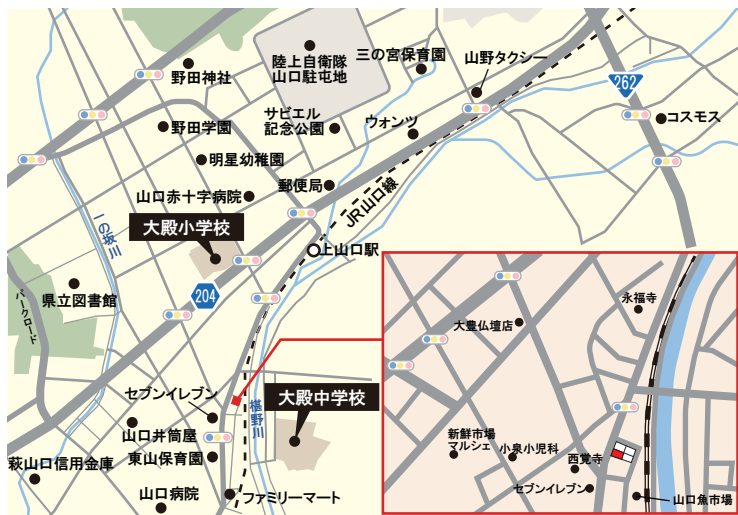 野田神社
陸上自衛隊
山口駐屯地
三の宮保育園
山野タクシー
262
コスモス
野田学園
サビエル
記念公園
ウォンツ
明星幼稚園
郵便局
山口赤十字病院
JR山口線
大殿小学校
上山口駅
一の坂川
県立図書館
204
パークロード
セブンイレブン
大殿中学校
椹野川
山口井筒屋
東山保育園
萩山口信用金庫
山口病院
ファミリーマート
永福寺
大豊仏壇店
新鮮市場
マルシェ
小泉小児科
西覚寺
セブンイレブン
山口魚市場